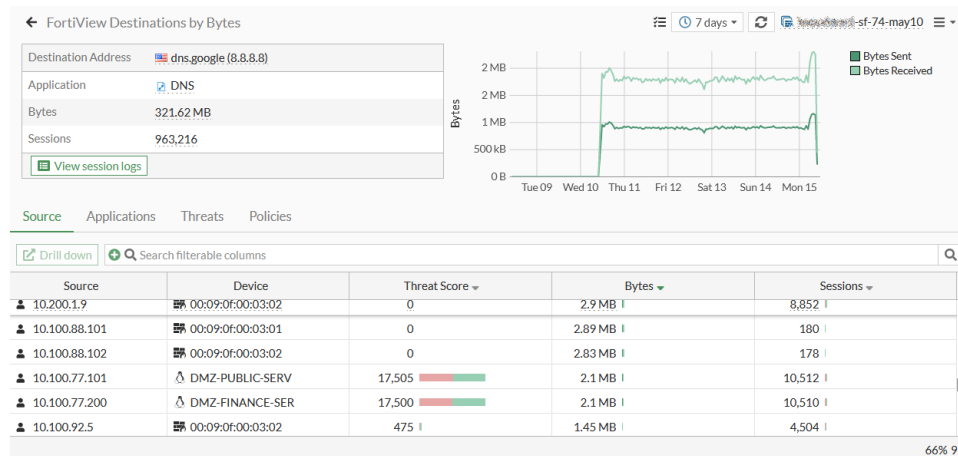 FortiView Destinations by Bytes
7 days
-sf-74-may10
Destination Address dns.google (8.8.8.8)
Application DNS
Bytes 321.62 MB
Sessions 963,216
View session logs
Bytes
2 MB
2 MB
1 MB
500 kB
0 B
Tue 09 Wed 10 Thu 11 Fri 12 Sat 13 Sun 14 Mon 15
Bytes Sent
Bytes Received
Source Applications Threats Policies
Drill down Search filterable columns
Source Device Threat Score Bytes Sessions
10.200.1.9 00:09:0f:00:03:02 0 2.9 MB 8,852
10.100.88.101 00:09:0f:00:03:01 0 2.89 MB 180
10.100.88.102 00:09:0f:00:03:02 0 2.83 MB 178
10.100.77.101 DMZ-PUBLIC-SERV 17,505 2.1 MB 10,512
10.100.77.200 DMZ-FINANCE-SER 17,500 2.1 MB 10,510
10.100.92.5 00:09:0f:00:03:02 475 1.45 MB 4,504
66% 9